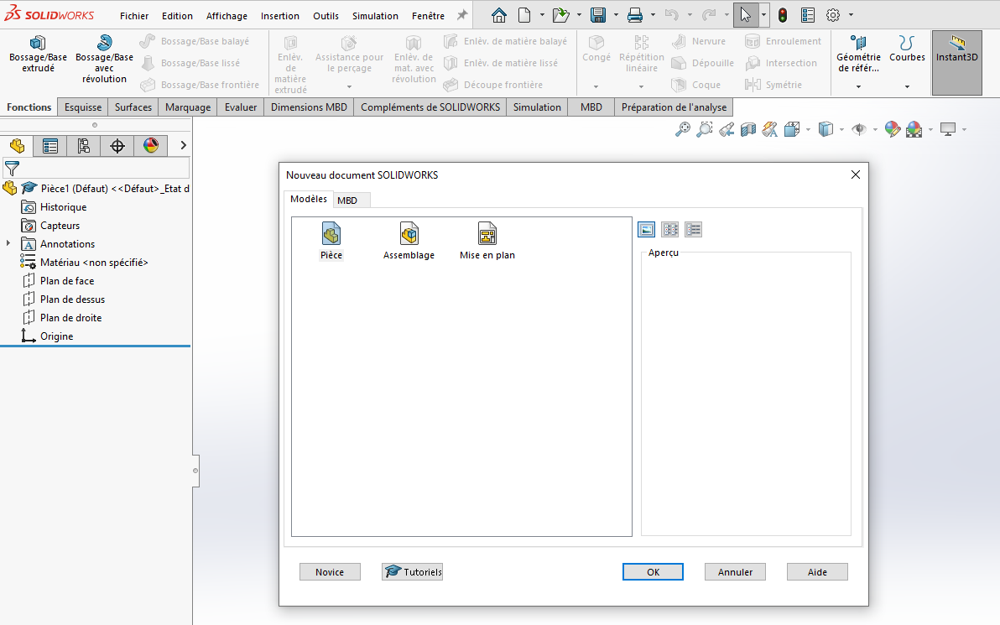 SOLIDWORKS Fichier Edition Affichage Insertion Outils Simulation Fenêtre
Bossage/Base
extrudé
Bossage/Base
avec
révolution
Bossage/Base balayé
Bossage/Base lissé
Bossage/Base frontière
Enlèv.
de
matière
extrudé
Assistance pour
le perçage
Enlèv. de
mat. avec
révolution
Enlèv. de matière balayé
Enlèv. de matière lissé
Découpe frontière
Congé
Répétition
linéaire
Nervure
Dépouille
Coque
Enroulement
Intersection
Symétrie
Géométrie
de référ...
Courbes
Instant3D
Fonctions Esquisse Surfaces Marquage Evaluer Dimensions MBD Compléments de SOLIDWORKS Simulation MBD Préparation de l'analyse
Pièce1 (Défaut) <<Défaut>_Etat d
Historique
Capteurs
Annotations
Matériau <non spécifié>
Plan de face
Plan de dessus
Plan de droite
Origine
Nouveau document SOLIDWORKS
Modèles MBD
Pièce Assemblage Mise en plan
Aperçu
Novice Tutoriels OK Annuler Aide